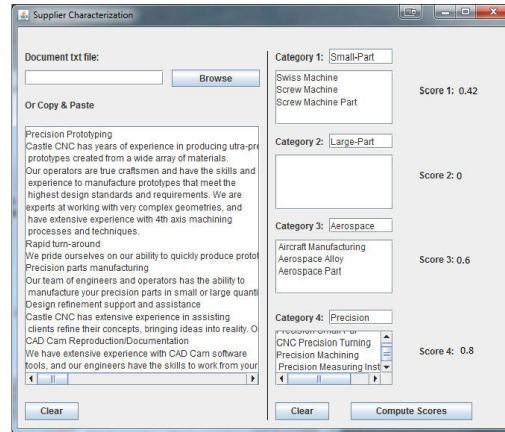 Supplier Characterization
Document txt file:
Browse
Or Copy & Paste
Precision Prototyping
Castle CNC has years of experience in producing utra-pre
prototypes created from a wide array of materials.
Our operators are true craftsmen and have the skills and
experience to manufacture prototypes that meet the
highest design standards and requirements. We are
experts at working with very complex geometries, and
have extensive experience with 4th axis machining
processes and techniques.
Rapid turn-around
We pride ourselves on our ability to quickly produce protot
Precision parts manufacturing
Our team of engineers and operators has the ability to
manufacture your precision parts in small or large quanti
Design refinement support and assistance
Castle CNC has extensive experience in assisting
clients refine their concepts, bringing ideas into reality. O
CAD Cam Reproduction/Documentation
We have extensive experience with CAD Cam software
tools, and our engineers have the skills to work from your
Clear
Category 1: Small-Part
Swiss Machine
Screw Machine
Screw Machine Part
Score 1: 0.42
Category 2: Large-Part
Score 2: 0
Category 3: Aerospace
Aircraft Manufacturing
Aerospace Alloy
Aerospace Part
Score 3: 0.6
Category 4: Precision
Precision Small Par
CNC Precision Turning
Precision Machining
Precision Measuring Inst
Score 4: 0.8
Clear
Compute Scores